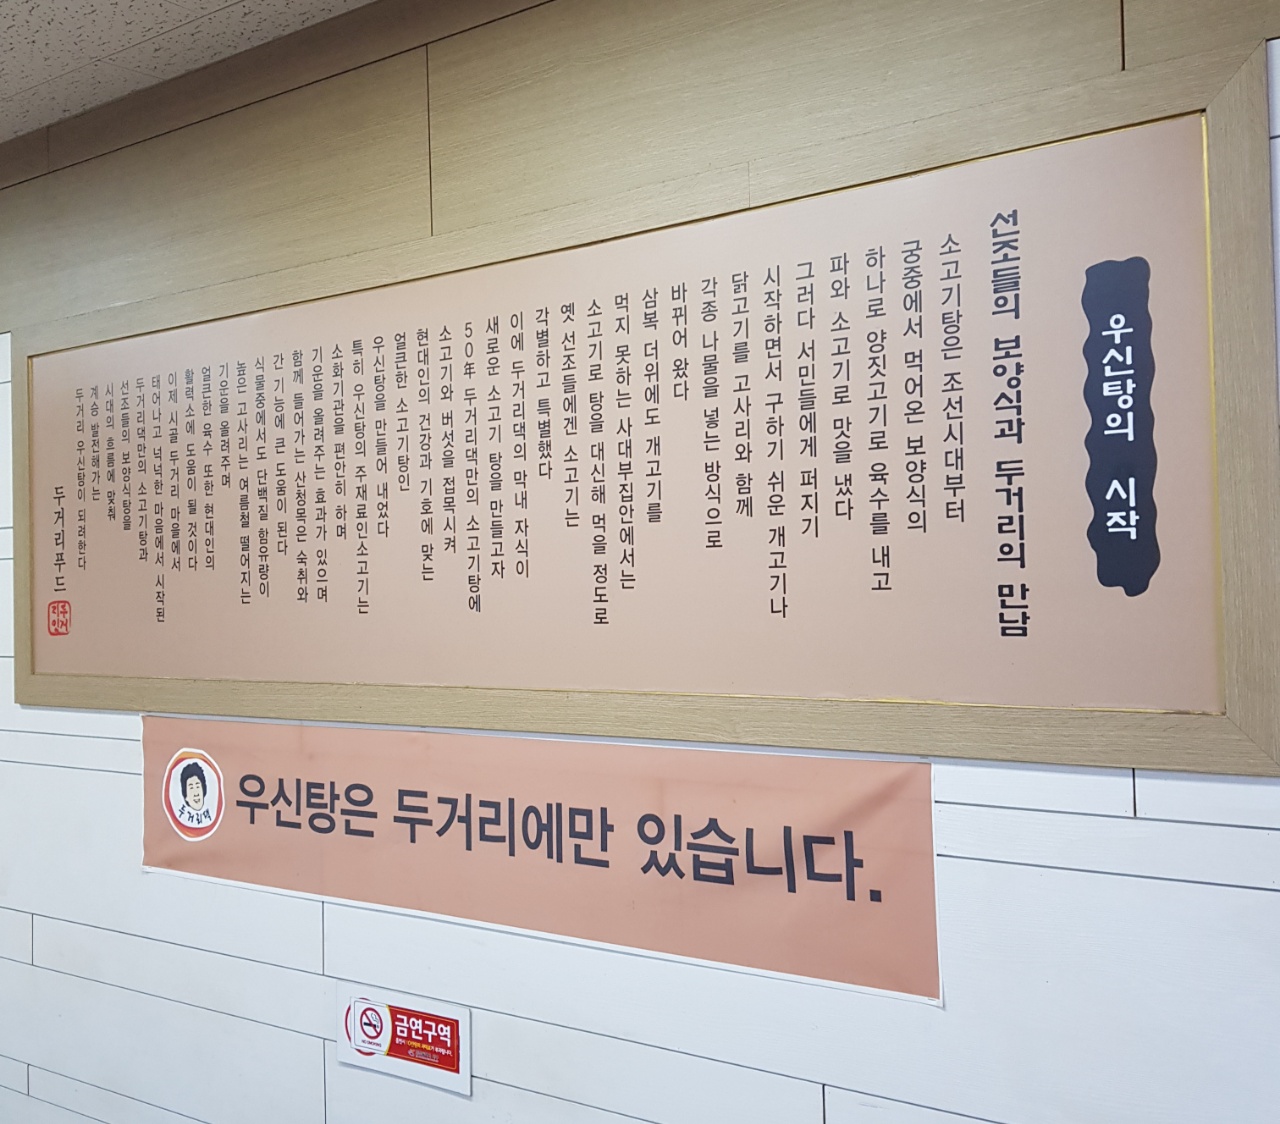 우신탕의 시작
선조들의 보양식과 두거리의 만남
소고기탕은 조선시대부터
궁중에서 먹어온 보양식의
하나로 양짓고기로 육수를 내고
파와 소고기로 맛을 냈다
그러다 서민들에게 퍼지기
시작하면서 구하기 쉬운 개고기나
닭고기를 고사리와 함께
각종 나물을 넣는 방식으로
바뀌어 왔다
삼복 더위에도 개고기를
먹지 못하는 사대부집안에서는
소고기로 탕을 대신해 먹을 정도로
옛 선조들에겐 소고기는
각별하고 특별했다
이에 두거리댁의 막내 자식이
새로운 소고기 탕을 만들고자
50年 두거리댁만의 소고기탕에
소고기와 버섯을 접목시켜
현대인의 건강과 기호에 맞는
얼큰한 소고기탕인
우신탕을 만들어 내었다
특히 우신탕의 주재료인소고기는
소화기관을 편안히 하며
기운을 올려주는 효과가 있으며
함께 들어가는 산청목은 숙취와
간 기능에 큰 도움이 된다
식물중에서도 단백질 함유량이
높은 고사리는 여름철 떨어지는
기운을 올려주며
얼큰한 육수 또한 현대인의
활력소에 도움이 될 것이다
이제 시골 두거리 마을에서
태어나고 넉넉한 마음에서 시작된
두거리댁만의 소고기탕과
선조들의 보양식탕을
시대의 흐름에 맞춰
계승 발전해가는
두거리 우신탕이 되려한다
두거리푸드
두거리인
두거리댁
우신탕은 두거리에만 있습니다.
금연구역
NO SMOKING